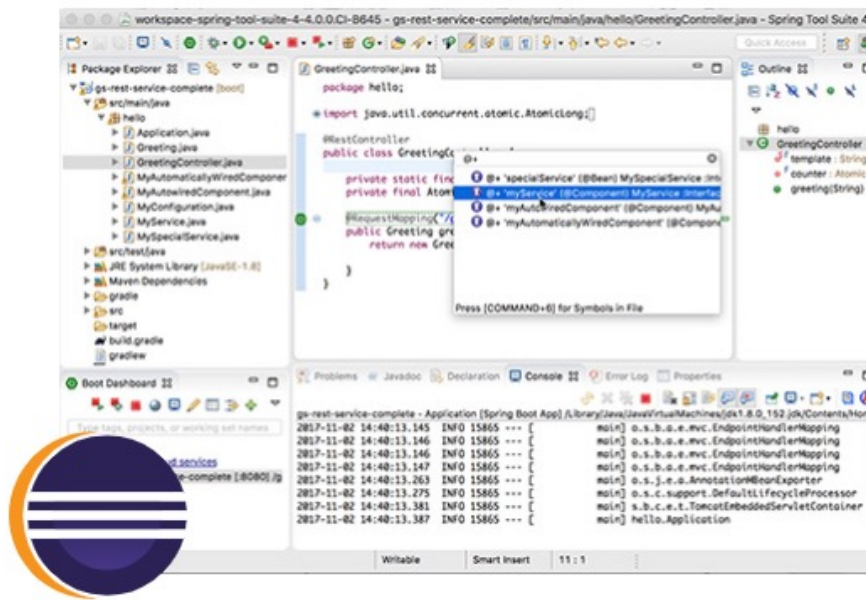 workspace-spring-tool-suite-4-4.0.0.CI-B645 - gs-rest-service-complete/src/main/java/hello/GreetingController.java - Spring Tool Suite 4
Quick Access
Package Explorer
gs-rest-service-complete [boot]
src/main/java
hello
Application.java
Greeting.java
GreetingController.java
MyAutomaticallyWiredComponen
MyAutowiredComponent.java
MyConfiguration.java
MyService.java
MySpecialService.java
src/test/java
JRE System Library [JavaSE-1.8]
Maven Dependencies
gradle
src
target
build.gradle
gradlew
GreetingController.java
package hello;
import java.util.concurrent.atomic.AtomicLong;
@RestController
public class GreetingCo
private static fina
private final Atom
@RequestMapping("/g
public Greeting gre
return new Gree
}
}
@+
@+ 'specialService' (@Bean) MySpecialService :Inte
@+ 'myService' (@Component) MyService :Interfac
@+ 'myAutowiredComponent' (@Component) MyAu
@+ 'myAutomaticallyWiredComponent' (@Compone
Press [COMMAND+6] for Symbols in File
Outline
hello
GreetingController
template : String
counter : Atomic
greeting(String)
Boot Dashboard
Type tags, projects, or working set names
d services
e-complete [:8080] /g
Problems
Javadoc
Declaration
Console
Error Log
Properties
gs-rest-service-complete - Application [Spring Boot App] /Library/Java/JavaVirtualMachines/jdk1.8.0_152.jdk/Contents/Ho
2017-11-02 14:40:13.145 INFO 15865 --- [ main] o.s.b.a.e.mvc.EndpointHandlerMapping
2017-11-02 14:40:13.146 INFO 15865 --- [ main] o.s.b.a.e.mvc.EndpointHandlerMapping
2017-11-02 14:40:13.146 INFO 15865 --- [ main] o.s.b.a.e.mvc.EndpointHandlerMapping
2017-11-02 14:40:13.147 INFO 15865 --- [ main] o.s.b.a.e.mvc.EndpointHandlerMapping
2017-11-02 14:40:13.263 INFO 15865 --- [ main] o.s.j.e.a.AnnotationMBeanExporter
2017-11-02 14:40:13.275 INFO 15865 --- [ main] o.s.c.support.DefaultLifecycleProcessor
2017-11-02 14:40:13.381 INFO 15865 --- [ main] s.b.c.e.t.TomcatEmbeddedServletContainer
2017-11-02 14:40:13.387 INFO 15865 --- [ main] hello.Application
Writable
Smart Insert
11 : 1